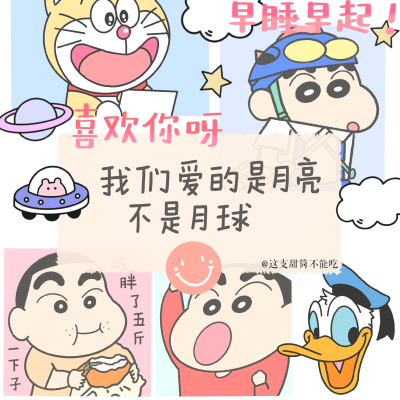 早睡早起！
喜欢你呀
我们爱的是月亮
不是月球
@这支甜筒不能吃
吃
胖了五斤
一下子